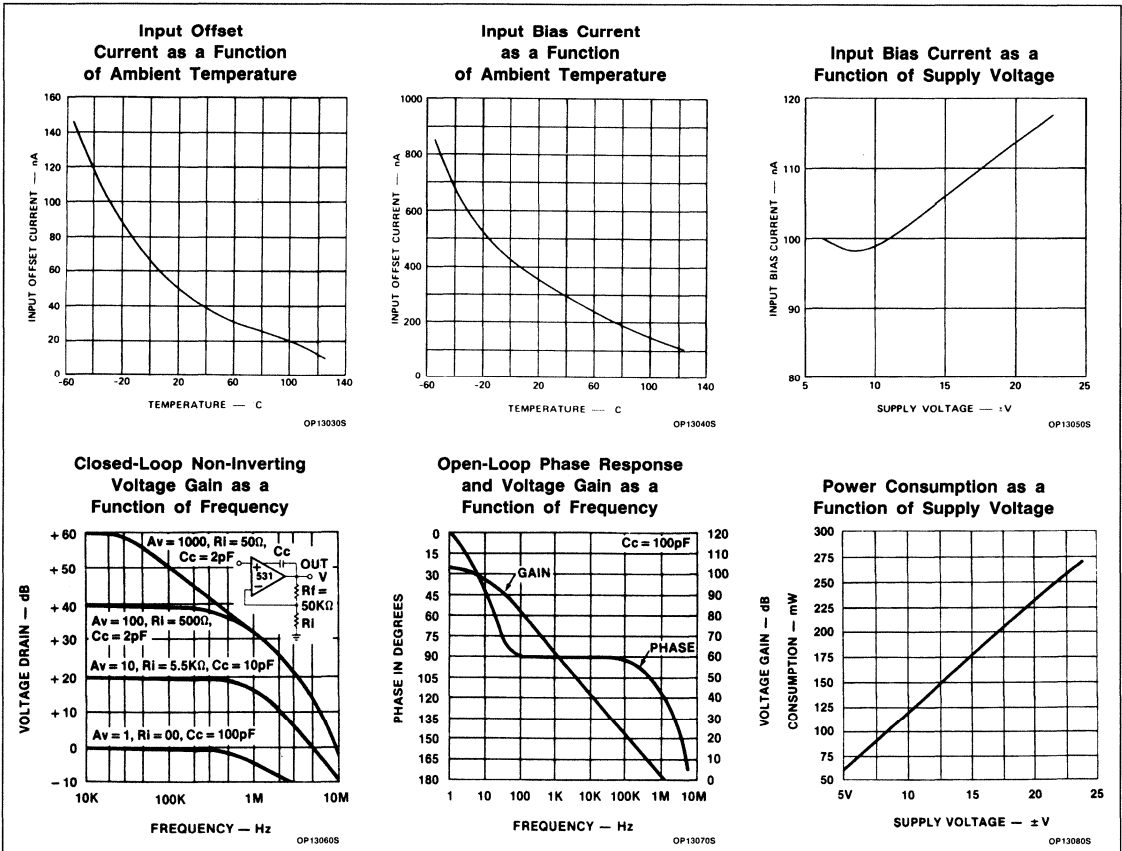 Input Offset
Current as a Function
of Ambient Temperature
160
140
120
100
80
60
40
20
0
INPUT OFFSET CURRENT — nA
-60
-20
20
60
100
140
TEMPERATURE — C
OP13030S
Input Bias Current
as a Function
of Ambient Temperature
1000
800
600
400
200
0
INPUT BIAS CURRENT — nA
-60
-20
20
60
100
140
TEMPERATURE — C
OP13040S
Input Bias Current as a
Function of Supply Voltage
120
110
100
90
80
INPUT BIAS CURRENT — nA
5
10
15
20
25
SUPPLY VOLTAGE — ±V
OP13050S
Closed-Loop Non-Inverting
Voltage Gain as a
Function of Frequency
+60
+50
+40
+30
+20
+10
0
-10
VOLTAGE DRAIN — dB
Av = 1000, Ri = 50Ω,
Cc = 2pF
Cc
OUT
+
531
−
V
Rf =
50KΩ
Ri
Av = 100, Ri = 500Ω,
Cc = 2pF
Av = 10, Ri = 5.5KΩ, Cc = 10pF
Av = 1, Ri = 00, Cc = 100pF
10K
100K
1M
10M
FREQUENCY — Hz
OP13060S
Open-Loop Phase Response
and Voltage Gain as a
Function of Frequency
0
15
30
45
60
75
90
105
120
135
150
165
180
PHASE IN DEGREES
Cc = 100pF
GAIN
PHASE
120
110
100
90
80
70
60
50
40
30
20
10
0
VOLTAGE GAIN — dB
1
10
100
1K
10K
100K
1M
10M
FREQUENCY — Hz
OP13070S
Power Consumption as a
Function of Supply Voltage
300
275
250
225
200
175
150
125
100
75
50
CONSUMPTION — mW
5V
10
15
20
25
SUPPLY VOLTAGE — ±V
OP13080S